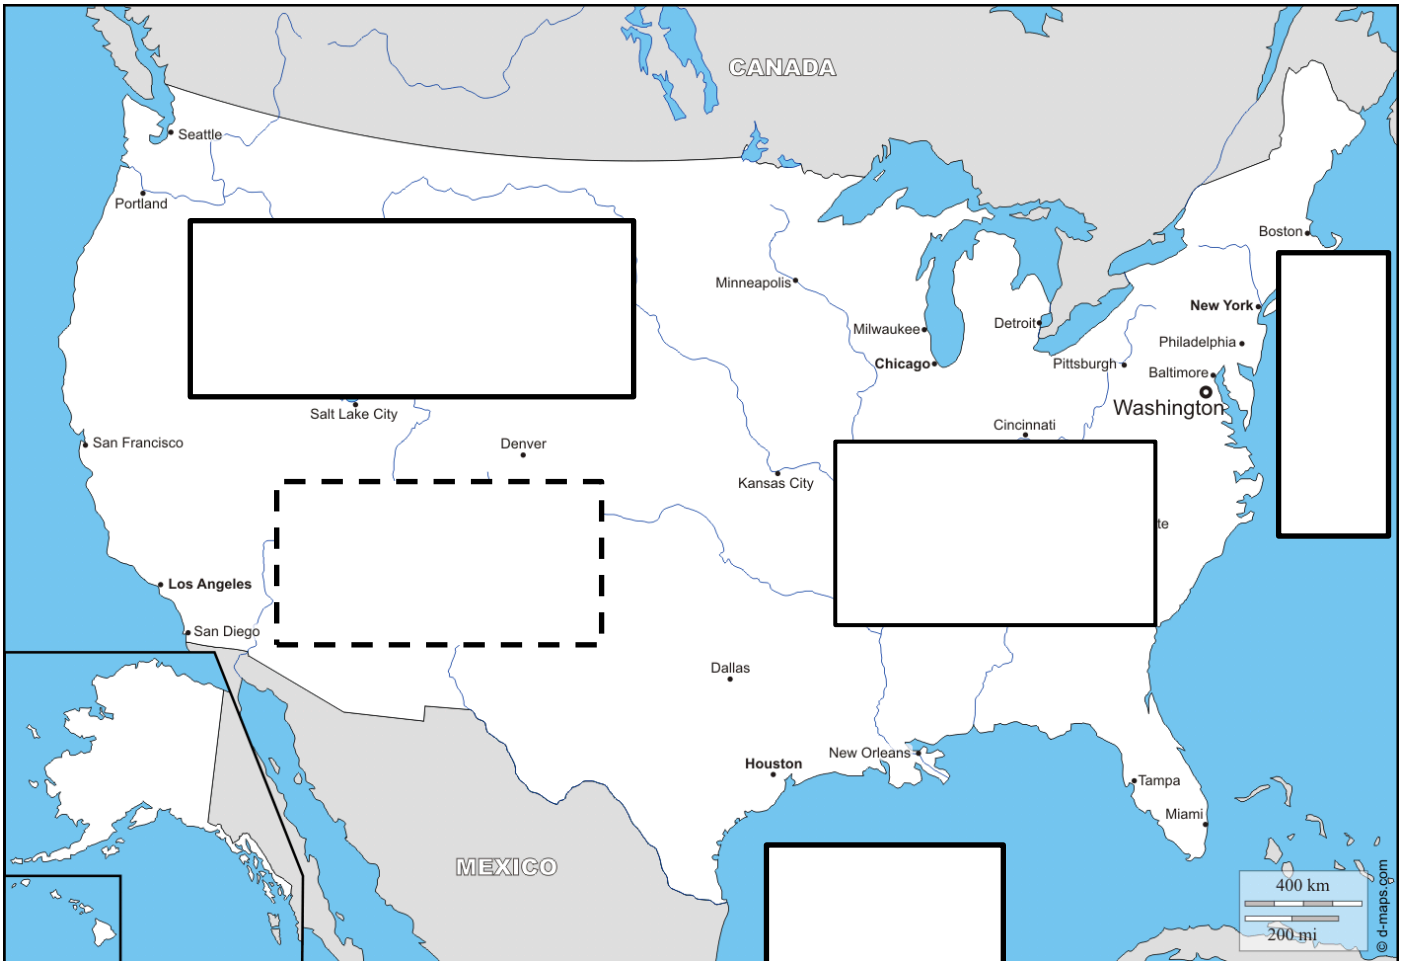 CANADA
Seattle
Portland
Boston
Minneapolis
New York
Milwaukee
Detroit
Philadelphia
Chicago
Pittsburgh
Baltimore
Washington
Salt Lake City
Cincinnati
San Francisco
Denver
Kansas City
te
Los Angeles
San Diego
Dallas
New Orleans
Houston
Tampa
Miami
MEXICO
400 km
200 mi
© d-maps.com